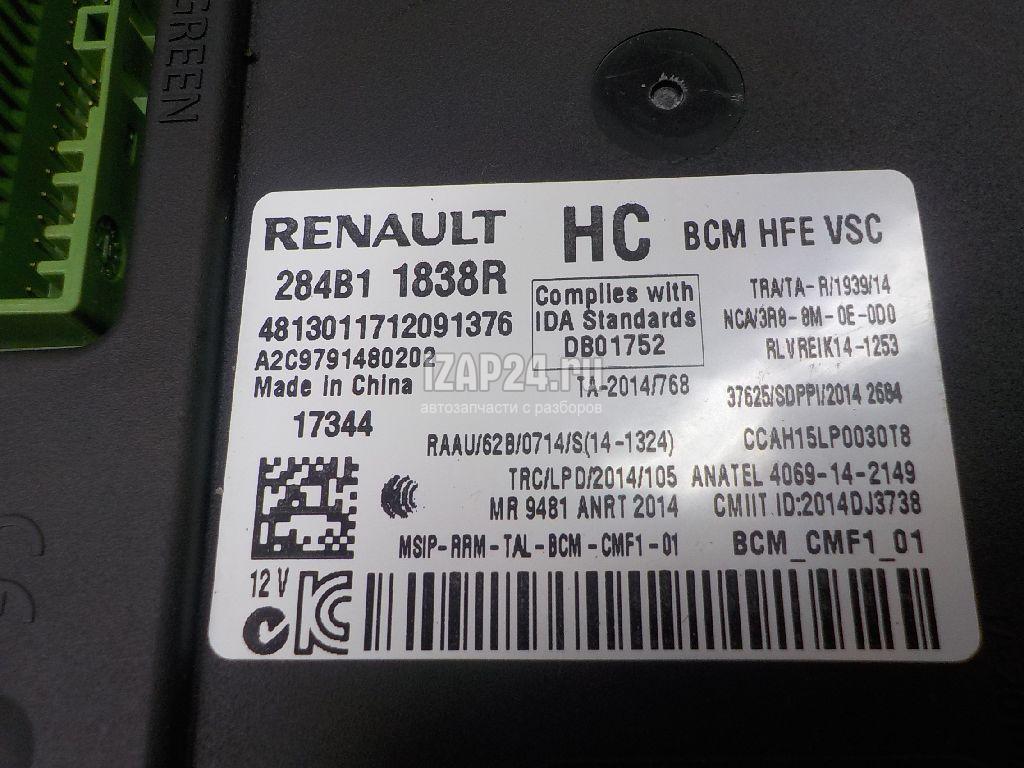 GREEN
RENAULT HC BCM HFE VSC
284B1 1838R
Complies with
IDA Standards
DB01752
TRA/TA-R/1939/14
NCA/3R8-8M-0E-0D0
RLVREIK14-1253
4813011712091376
A2C9791480202
Made in China
17344
IZAP24.ru
автозапчасти с разборов
TA-2014/768
37625/SDPPI/2014 2684
RAAU/62B/0714/S(14-1324)
CCAH15LP0030T8
TRC/LPD/2014/105
ANATEL 4069-14-2149
MR 9481 ANRT 2014
CMIIT ID:2014DJ3738
MSIP-RRM-TAL-BCM-CMF1-01
BCM_CMF1_01
12 V